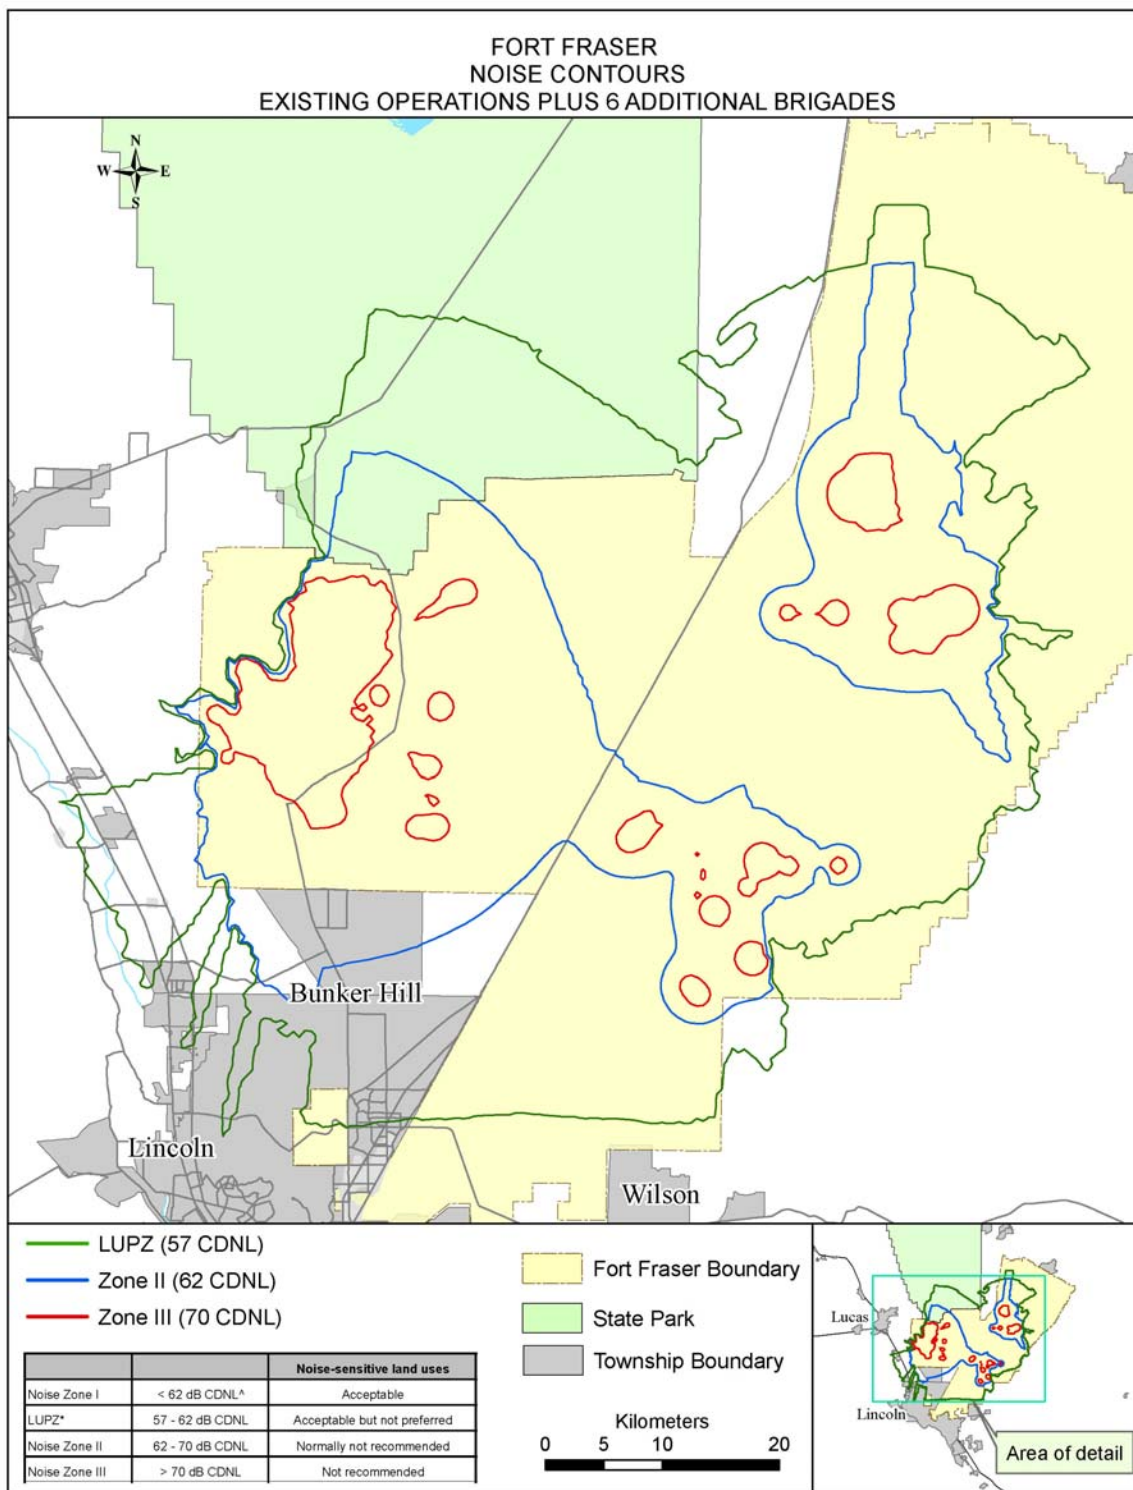 FORT FRASER
NOISE CONTOURS
EXISTING OPERATIONS PLUS 6 ADDITIONAL BRIGADES
N
W E
S
Bunker Hill
Lincoln
Wilson
LUPZ (57 CDNL)
Zone II (62 CDNL)
Zone III (70 CDNL)
Noise-sensitive land uses
Noise Zone I < 62 dB CDNL^ Acceptable
LUPZ* 57 - 62 dB CDNL Acceptable but not preferred
Noise Zone II 62 - 70 dB CDNL Normally not recommended
Noise Zone III > 70 dB CDNL Not recommended
Fort Fraser Boundary
State Park
Township Boundary
Kilometers
0 5 10 20
Lucas
Lincoln
Area of detail